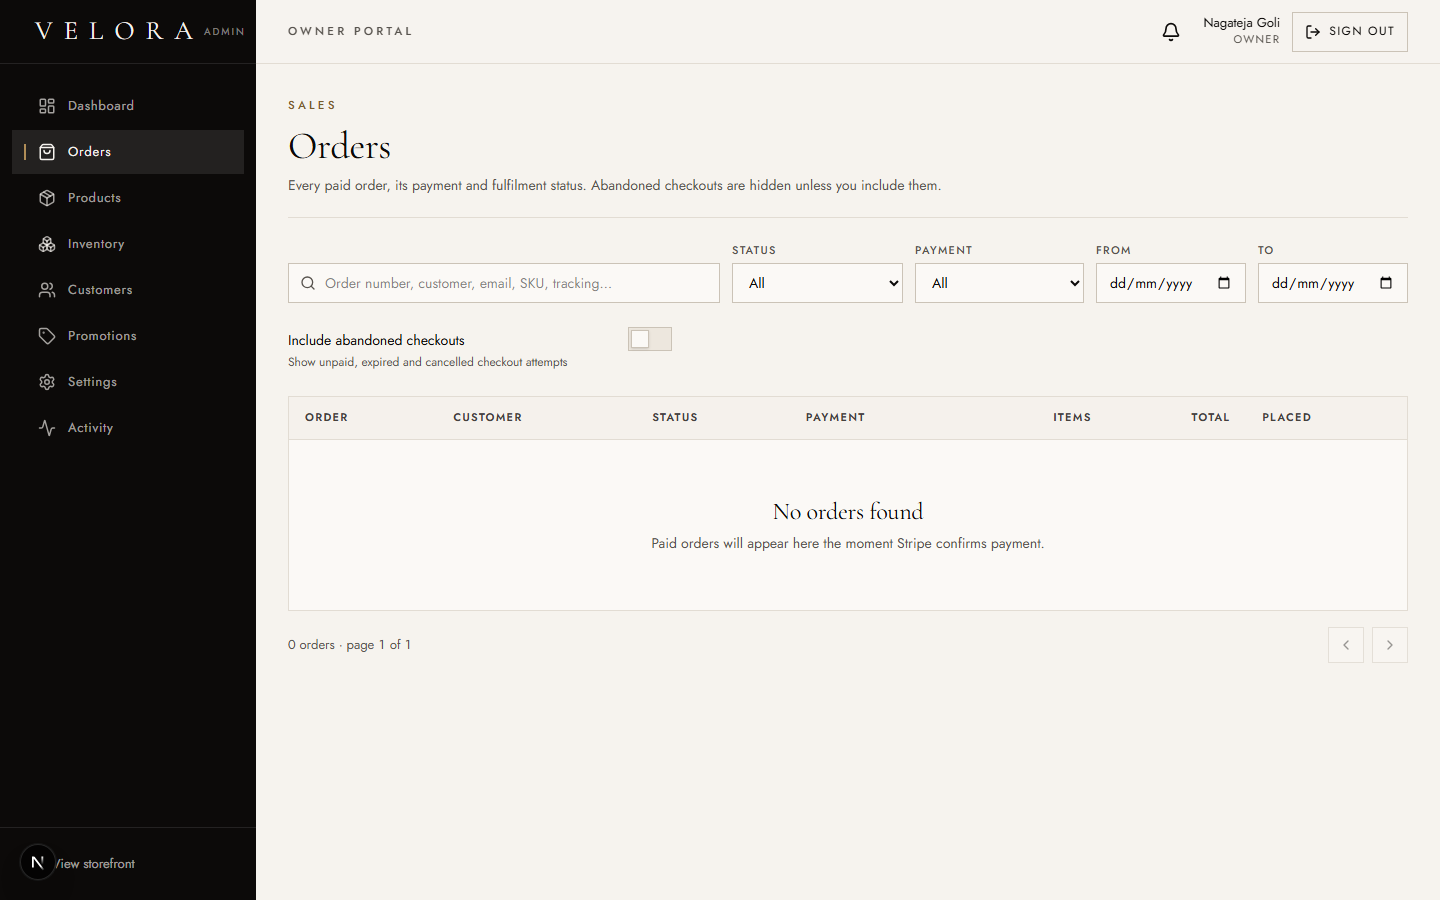 VELORA ADMIN
OWNER PORTAL
Nagateja Goli
OWNER
SIGN OUT
Dashboard
Orders
Products
Inventory
Customers
Promotions
Settings
Activity
N
View storefront
SALES
Orders
Every paid order, its payment and fulfilment status. Abandoned checkouts are hidden unless you include them.
STATUS
PAYMENT
FROM
TO
Order number, customer, email, SKU, tracking...
All
All
dd/mm/yyyy
dd/mm/yyyy
Include abandoned checkouts
Show unpaid, expired and cancelled checkout attempts
ORDER CUSTOMER STATUS PAYMENT ITEMS TOTAL PLACED
No orders found
Paid orders will appear here the moment Stripe confirms payment.
0 orders · page 1 of 1